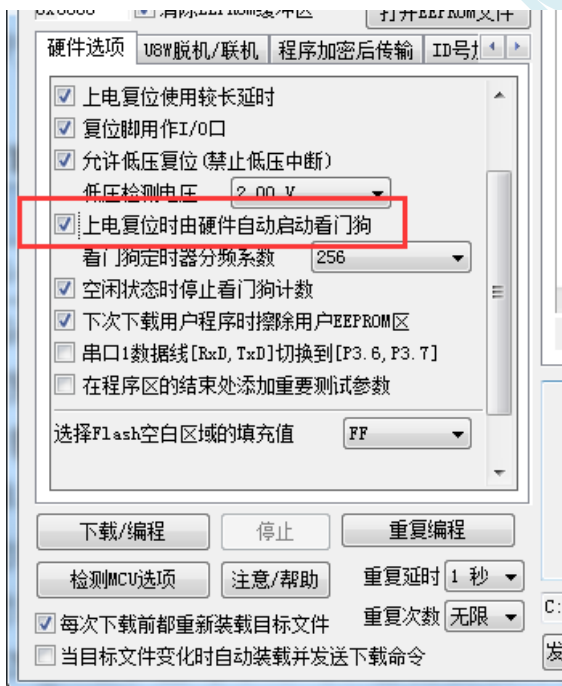 清除EEPROM缓冲区 打开EEPROM文件
硬件选项 U8W脱机/联机 程序加密后传输 ID号
上电复位使用较长延时
复位脚用作I/O口
允许低压复位(禁止低压中断)
低压检测电压 2.00 V
上电复位时由硬件自动启动看门狗
看门狗定时器分频系数 256
空闲状态时停止看门狗计数
下次下载用户程序时擦除用户EEPROM区
串口1数据线[RxD,TxD]切换到[P3.6,P3.7]
在程序区的结束处添加重要测试参数
选择Flash空白区域的填充值 FF
下载/编程 停止 重复编程
检测MCU选项 注意/帮助 重复延时 1 秒
每次下载前都重新装载目标文件 重复次数 无限
当目标文件变化时自动装载并发送下载命令
C:
发